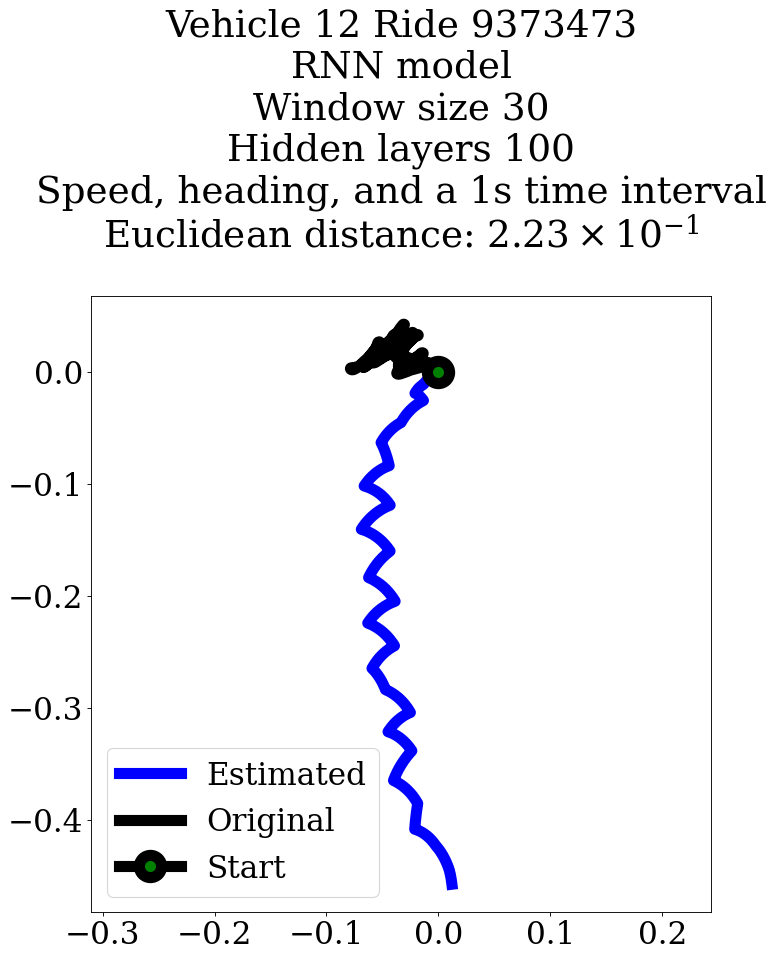 Vehicle 12 Ride 9373473
RNN model
Window size 30
Hidden layers 100
Speed, heading, and a 1s time interval
Euclidean distance: 2.23 × 10⁻¹
0.0
−0.1
−0.2
−0.3
−0.4
Estimated
Original
Start
−0.3 −0.2 −0.1 0.0 0.1 0.2